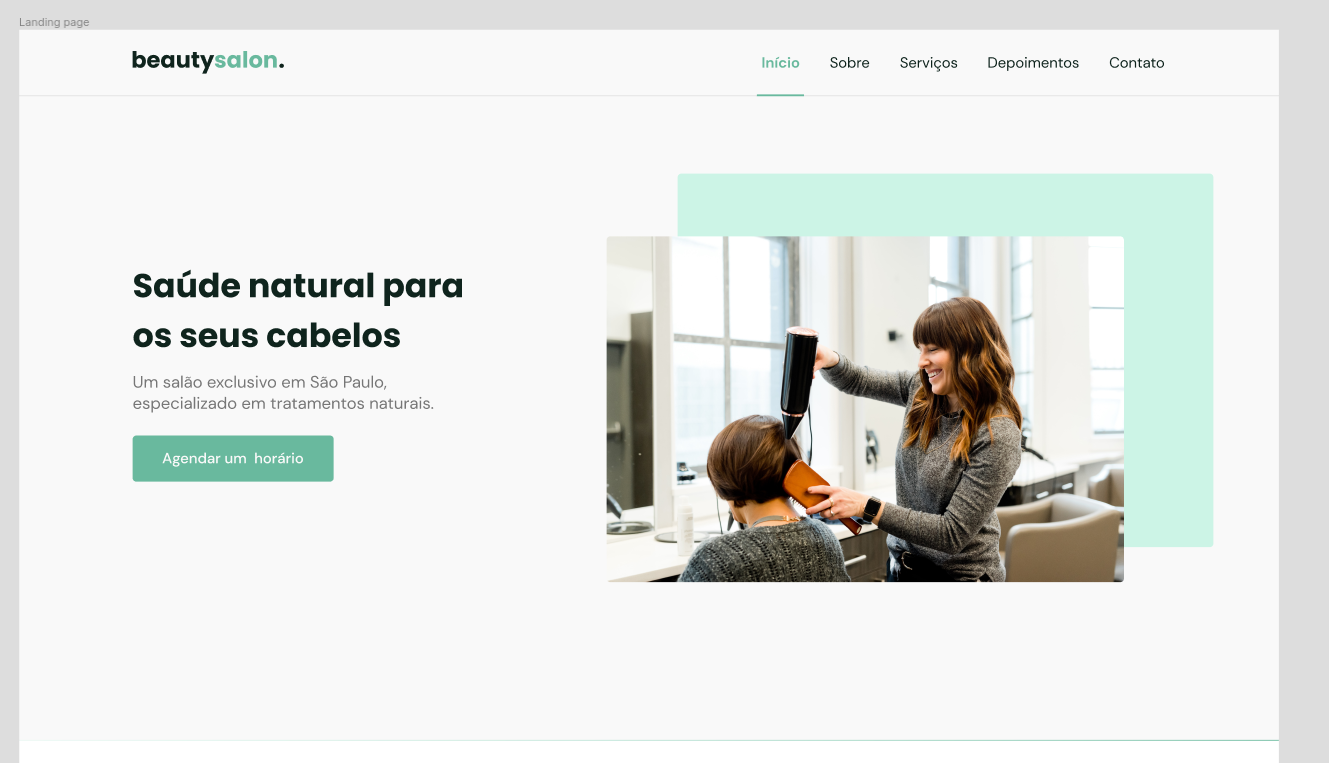 Landing page
beautysalon.
Início Sobre Serviços Depoimentos Contato
Saúde natural para
os seus cabelos
Um salão exclusivo em São Paulo,
especializado em tratamentos naturais.
Agendar um  horário